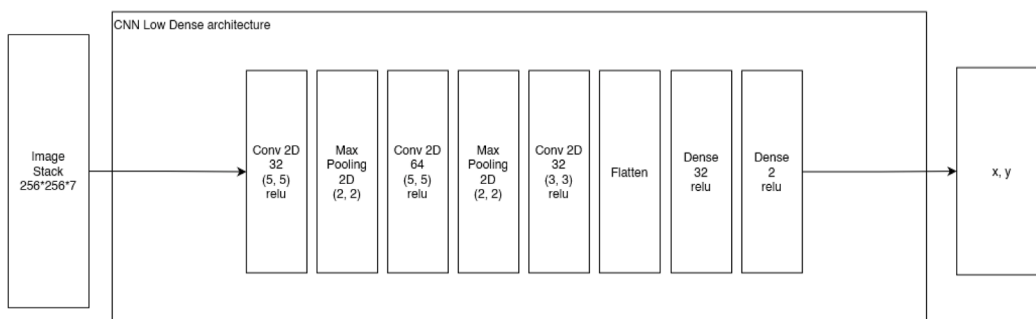 CNN Low Dense architecture
Image
Stack
256*256*7
Conv 2D
32
(5, 5)
relu
Max
Pooling
2D
(2, 2)
Conv 2D
64
(5, 5)
relu
Max
Pooling
2D
(2, 2)
Conv 2D
32
(3, 3)
relu
Flatten
Dense
32
relu
Dense
2
relu
x, y